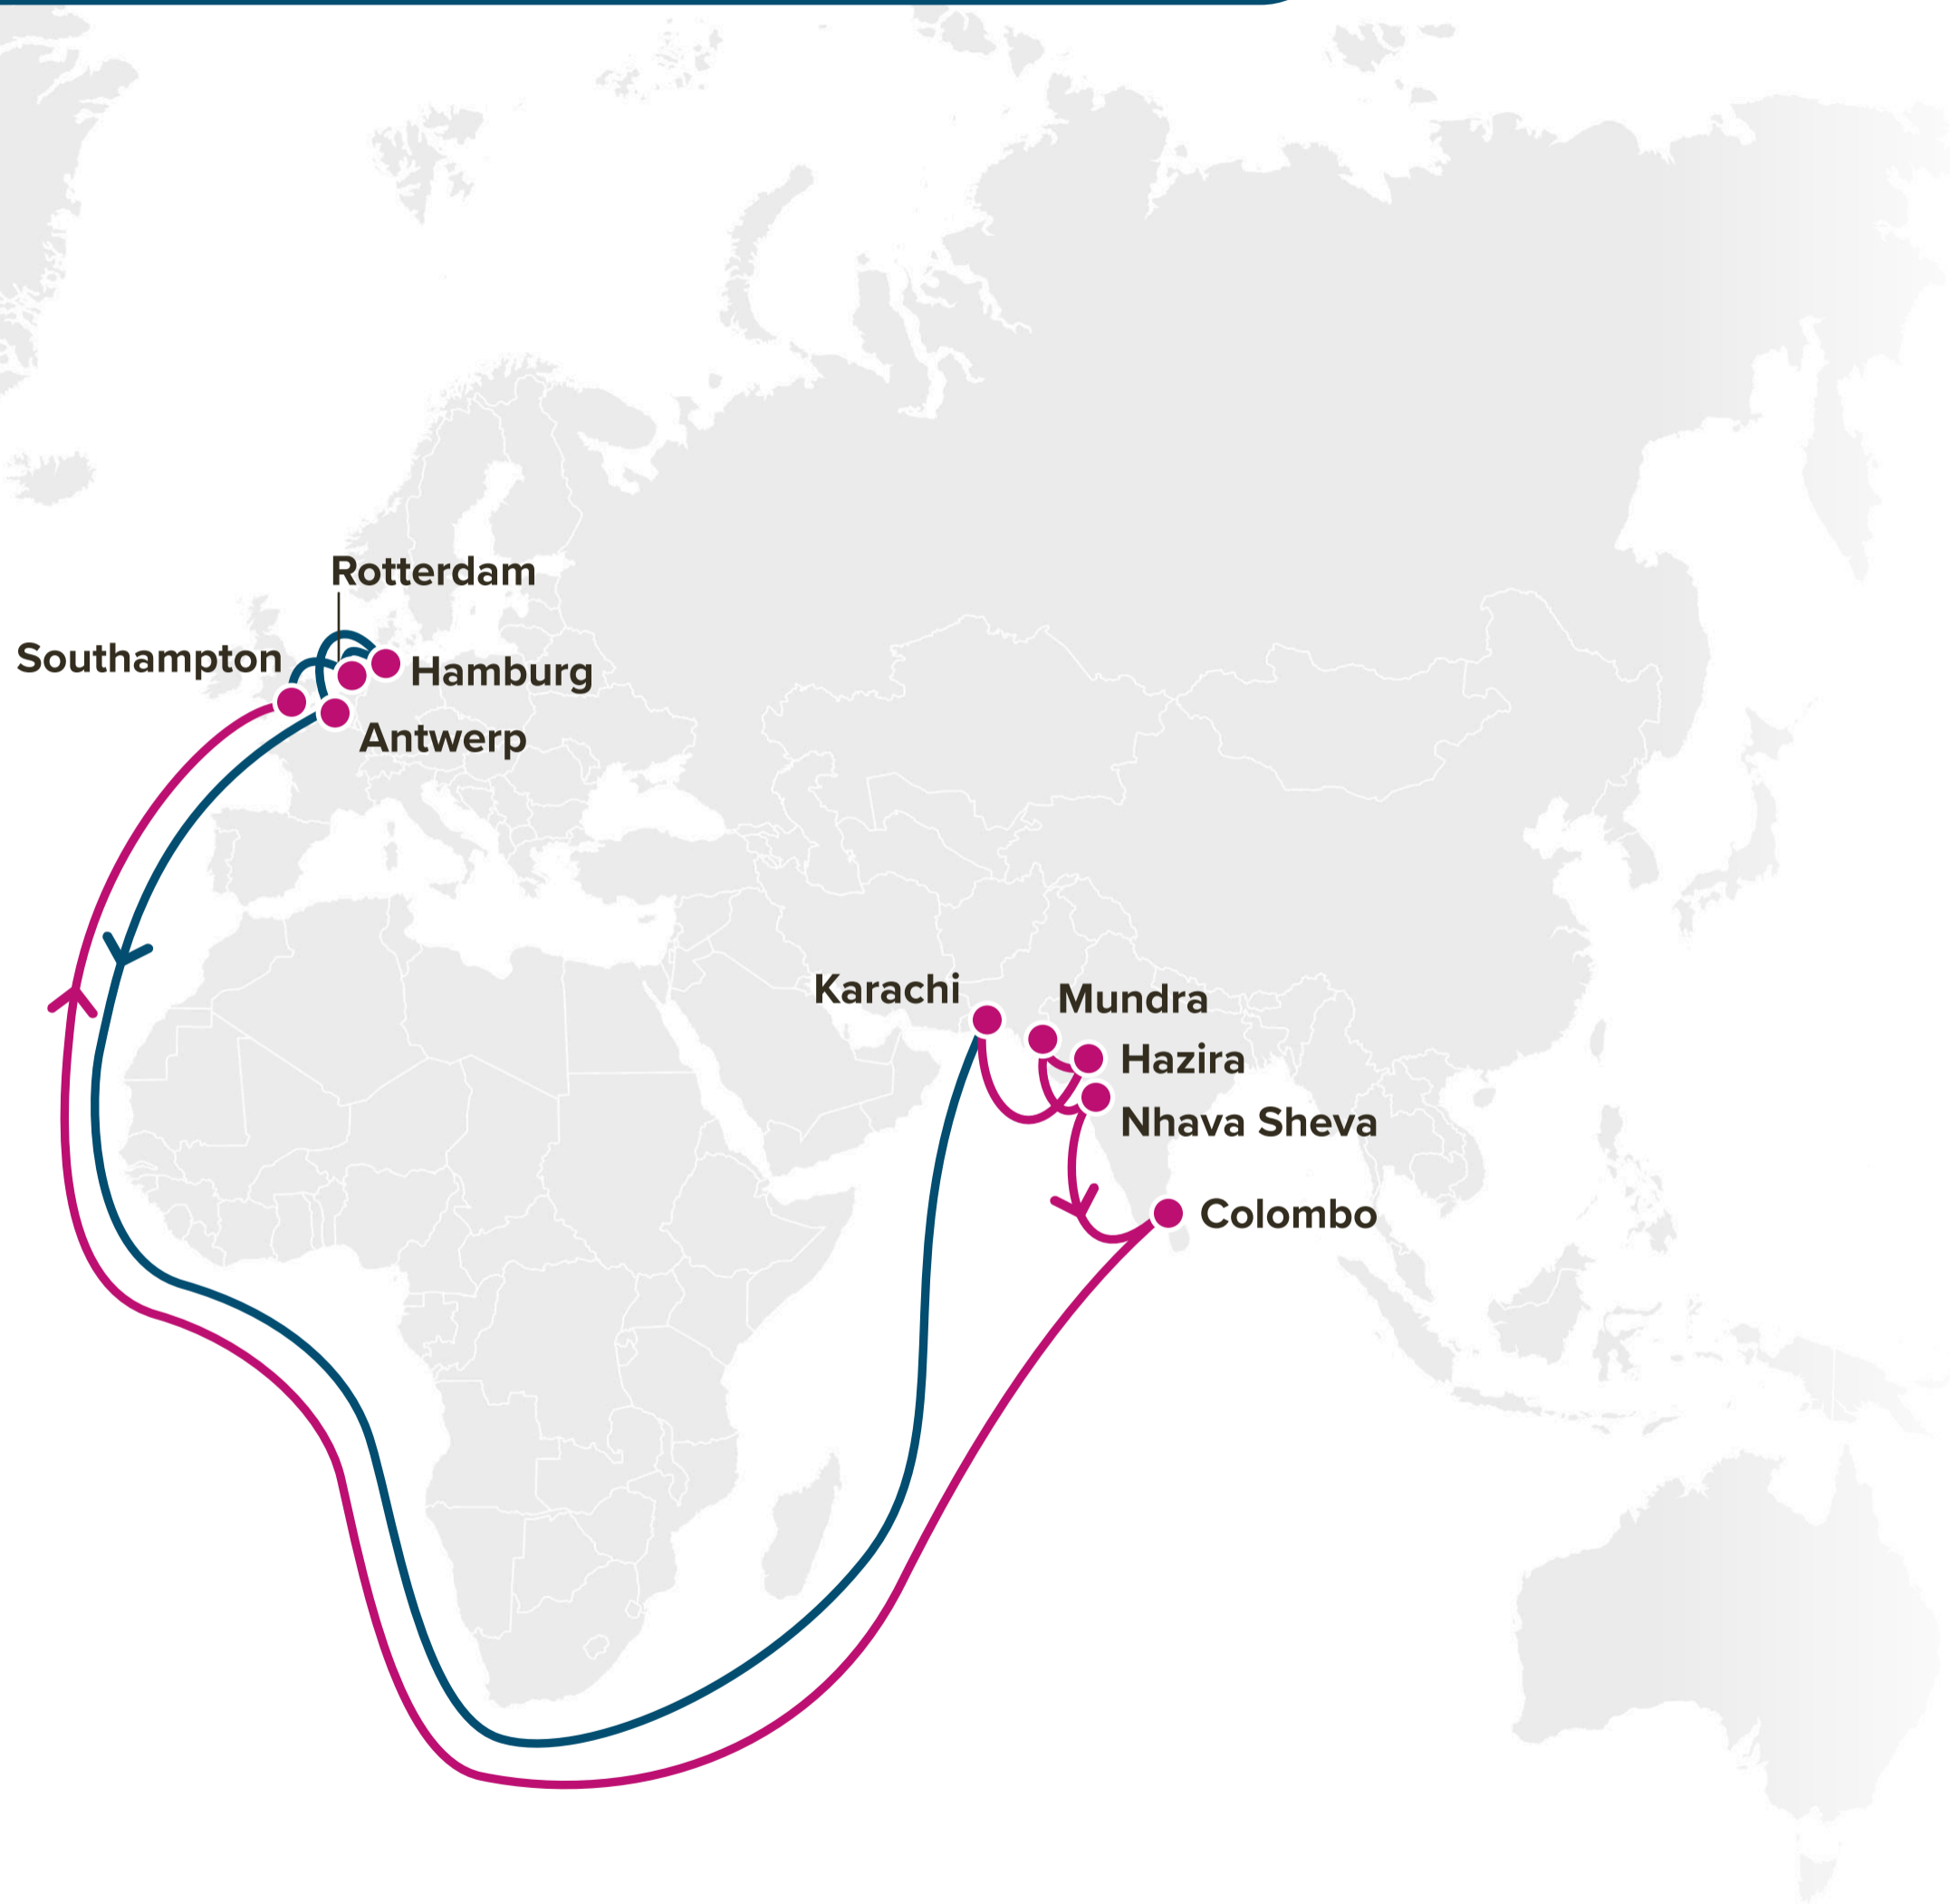 Rotterdam
Southampton
Hamburg
Antwerp
Karachi
Mundra
Hazira
Nhava Sheva
Colombo